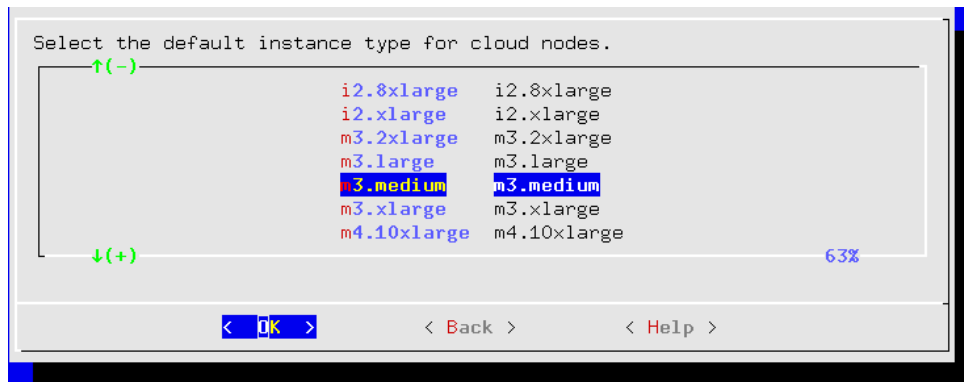 Select the default instance type for cloud nodes.
↑(-)
i2.8xlarge i2.8xlarge
i2.xlarge i2.xlarge
m3.2xlarge m3.2xlarge
m3.large m3.large
m3.medium m3.medium
m3.xlarge m3.xlarge
m4.10xlarge m4.10xlarge
↓(+) 63%
< OK > < Back > < Help >